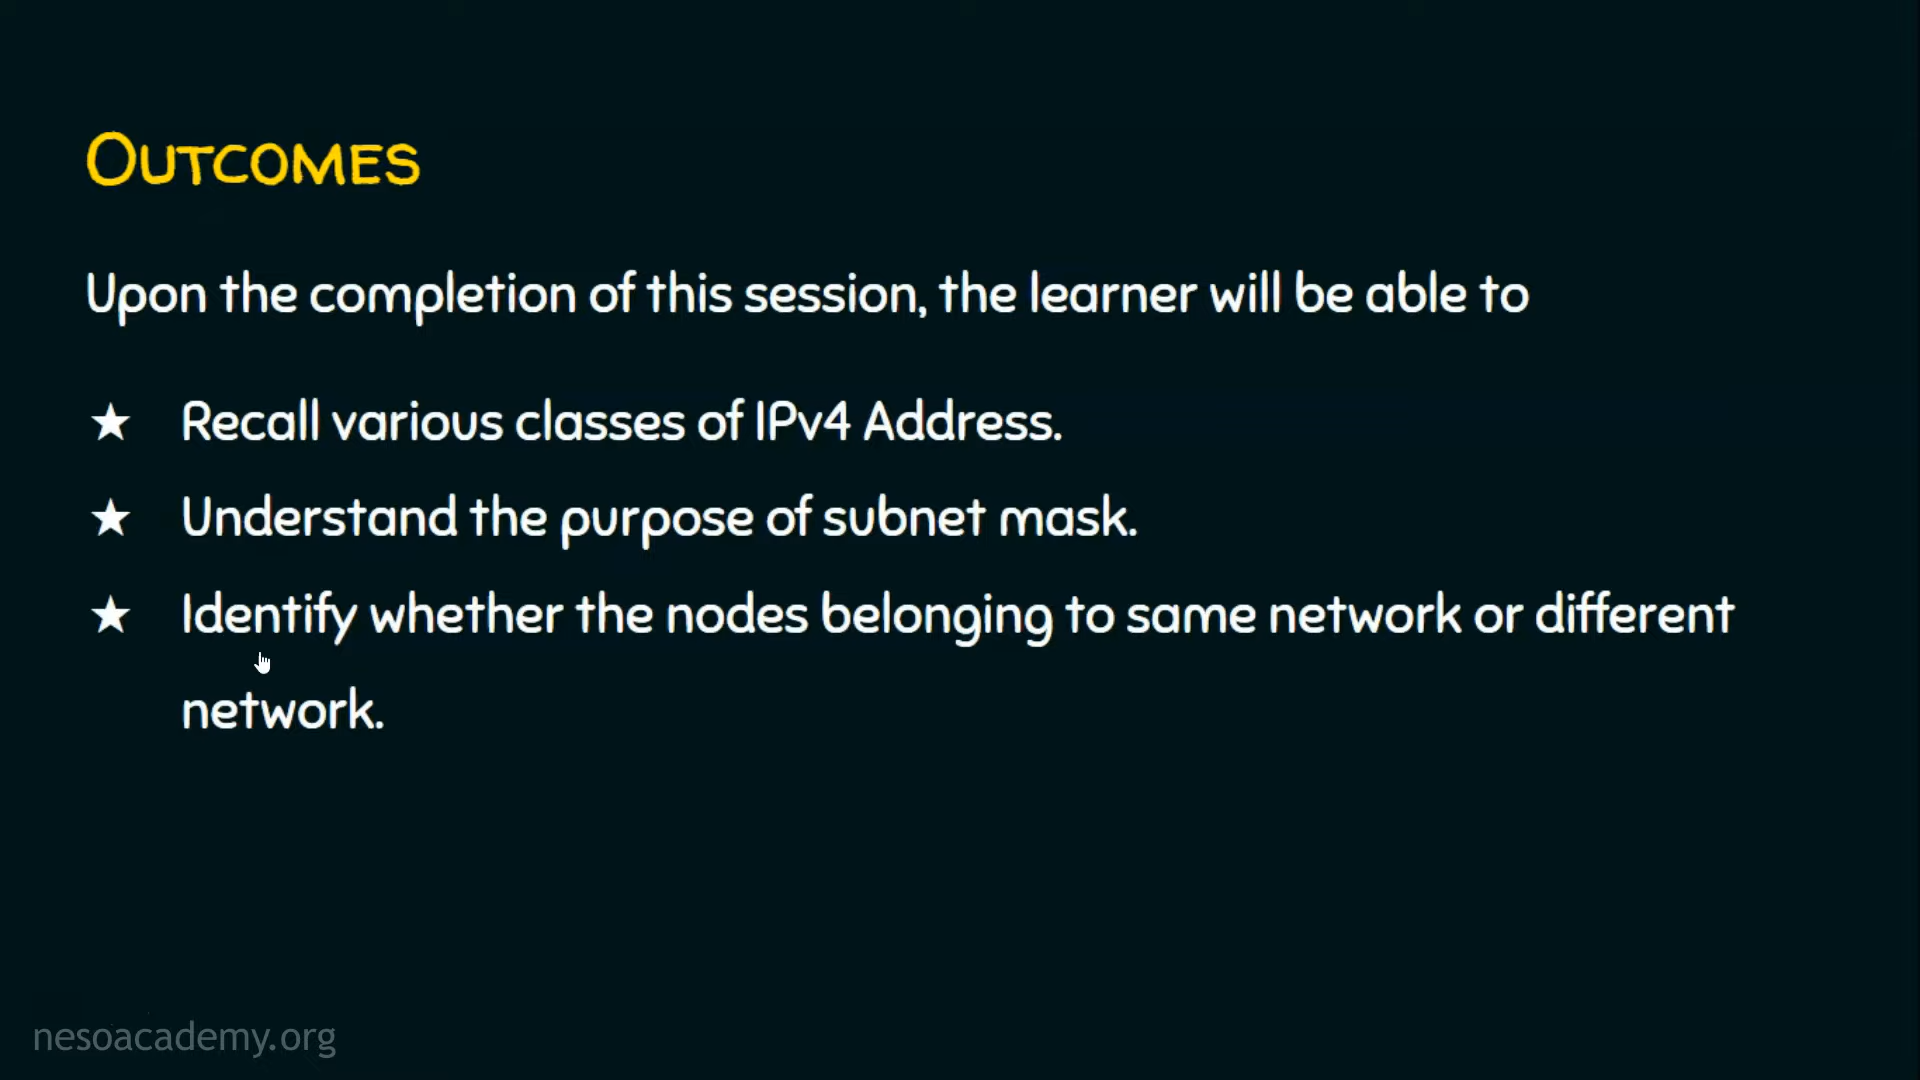 OUTCOMES
Upon the completion of this session, the learner will be able to
★ Recall various classes of IPv4 Address.
★ Understand the purpose of subnet mask.
★ Identify whether the nodes belonging to same network or different
network.
nesoacademy.org